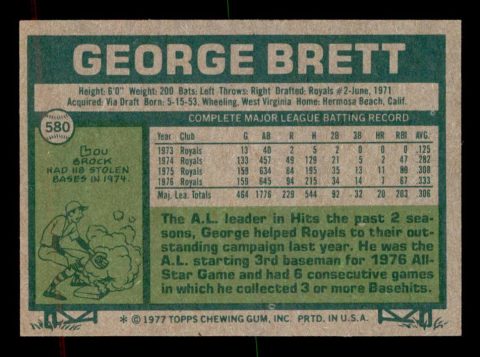 GEORGE BRETT
Height: 6'0" Weight: 200 Bats: Left Throws: Right Drafted: Royals #2-June, 1971
Acquired: Via Draft Born: 5-15-53, Wheeling, West Virginia Home: Hermosa Beach, Calif.
580
COMPLETE MAJOR LEAGUE BATTING RECORD
Year Club G AB R H 2B 3B HR RBI AVG.
1973 Royals 13 40 2 5 2 0 0 0 .125
1974 Royals 133 457 49 129 21 5 2 47 .282
1975 Royals 159 634 84 195 35 13 11 89 .308
1976 Royals 159 645 94 215 34 14 7 67 .333
Maj. Lea. Totals 464 1776 229 544 92 32 20 203 .306
LOU
BROCK
HAD 118 STOLEN
BASES IN 1974.
The A.L. leader in Hits the past 2 sea-
sons, George helped Royals to their out-
standing campaign last year. He was the
A.L. starting 3rd baseman for 1976 All-
Star Game and had 6 consecutive games
in which he collected 3 or more Basehits.
* © 1977 TOPPS CHEWING GUM, INC. PRTD. IN U.S.A.